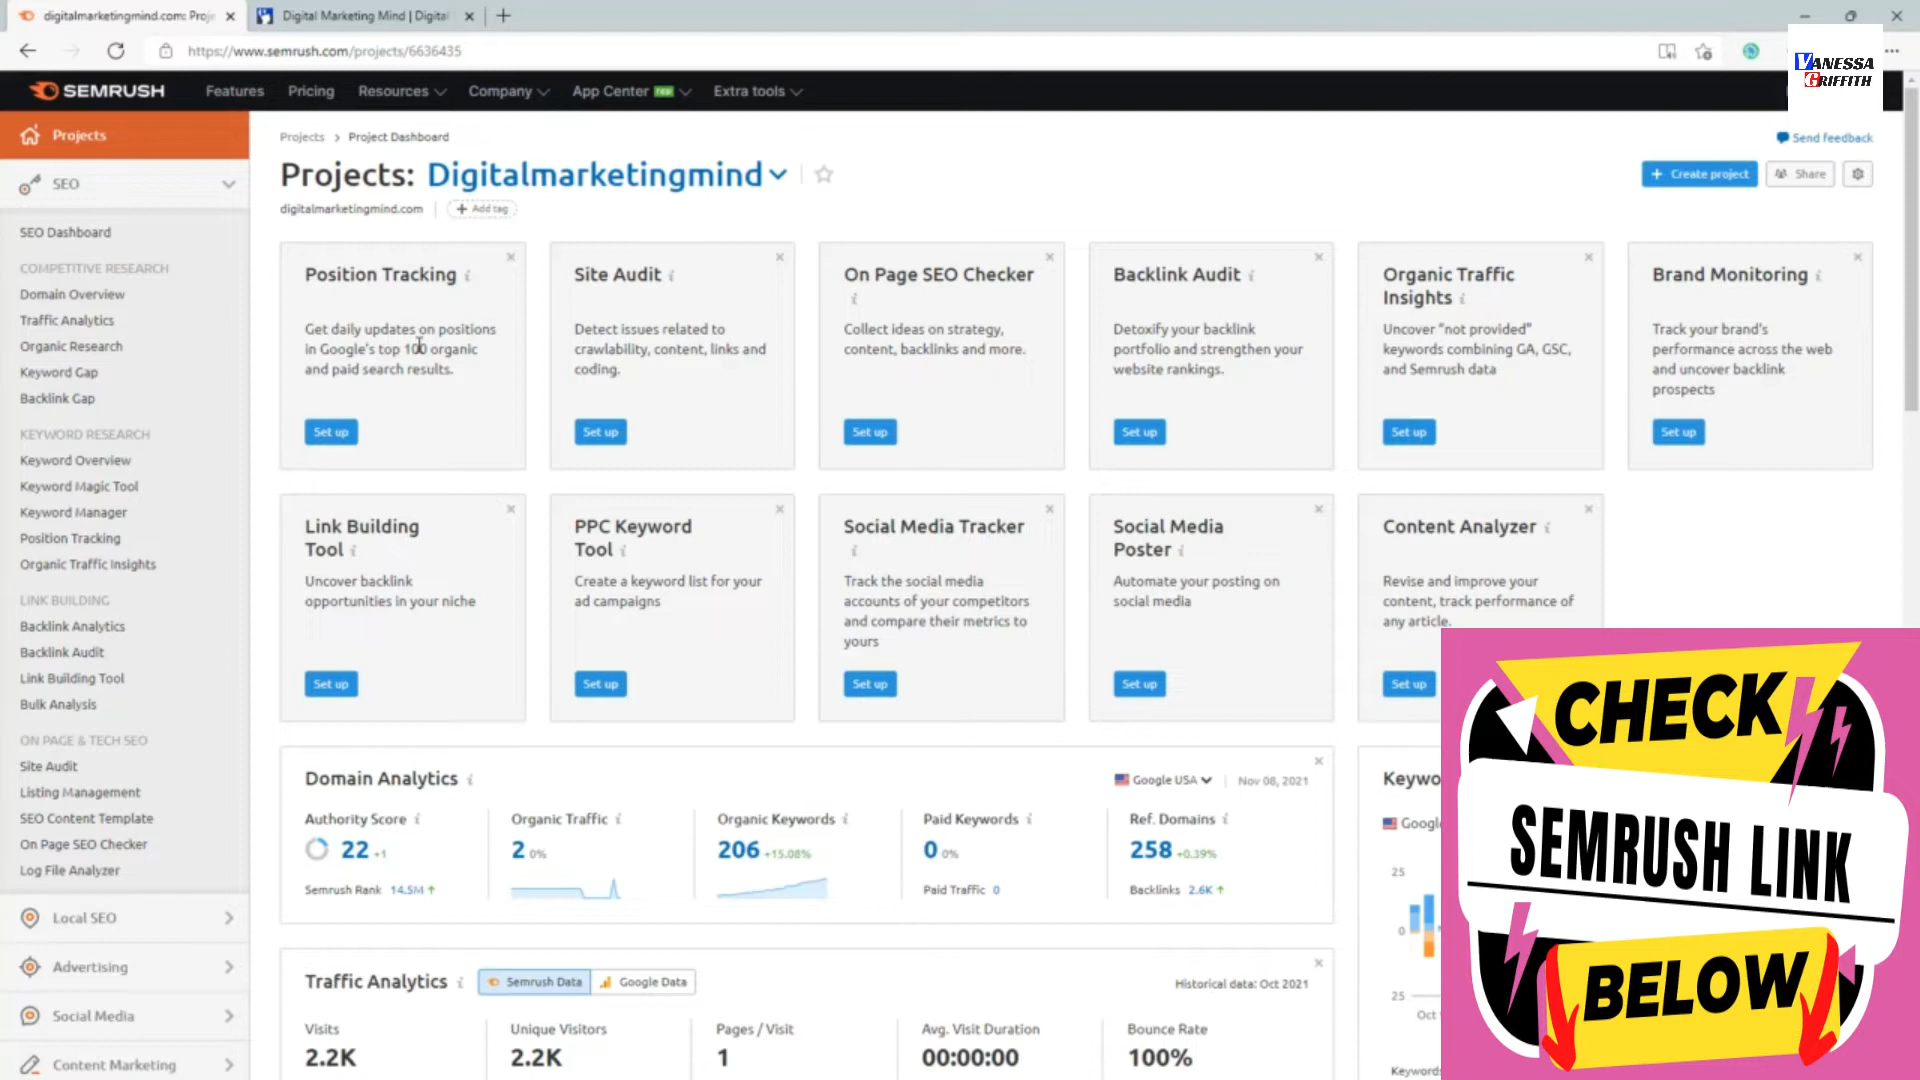 digitalmarketingmind.com: Proje
Digital Marketing Mind | Digital
https://www.semrush.com/projects/6636435
VANESSA
GRIFFITH
SEMRUSH
Features
Pricing
Resources
Company
App Center
Extra tools
Projects
SEO
SEO Dashboard
COMPETITIVE RESEARCH
Domain Overview
Traffic Analytics
Organic Research
Keyword Gap
Backlink Gap
KEYWORD RESEARCH
Keyword Overview
Keyword Magic Tool
Keyword Manager
Position Tracking
Organic Traffic Insights
LINK BUILDING
Backlink Analytics
Backlink Audit
Link Building Tool
Bulk Analysis
ON PAGE & TECH SEO
Site Audit
Listing Management
SEO Content Template
On Page SEO Checker
Log File Analyzer
Local SEO
Advertising
Social Media
Content Marketing
Projects > Project Dashboard
Send feedback
Projects: Digitalmarketingmind
+ Create project
Share
digitalmarketingmind.com
+ Add tag
Position Tracking i
Get daily updates on positions
in Google's top 100 organic
and paid search results.
Set up
Site Audit i
Detect issues related to
crawlability, content, links and
coding.
Set up
On Page SEO Checker
i
Collect ideas on strategy,
content, backlinks and more.
Set up
Backlink Audit i
Detoxify your backlink
portfolio and strengthen your
website rankings.
Set up
Organic Traffic
Insights i
Uncover "not provided"
keywords combining GA, GSC,
and Semrush data
Set up
Brand Monitoring i
Track your brand's
performance across the web
and uncover backlink
prospects
Set up
Link Building
Tool i
Uncover backlink
opportunities in your niche
Set up
PPC Keyword
Tool i
Create a keyword list for your
ad campaigns
Set up
Social Media Tracker
i
Track the social media
accounts of your competitors
and compare their metrics to
yours
Set up
Social Media
Poster i
Automate your posting on
social media
Set up
Content Analyzer i
Revise and improve your
content, track performance of
any article.
Set up
Domain Analytics i
Google USA
Nov 08, 2021
Authority Score i
22 +1
Semrush Rank 14.5M ↑
Organic Traffic i
2 0%
Organic Keywords i
206 +15.08%
Paid Keywords i
0 0%
Paid Traffic 0
Ref. Domains i
258 +0.39%
Backlinks 2.6K ↑
Keywo
Googl
25
0
25
Oct
Keywords
Traffic Analytics i
Semrush Data
Google Data
Historical data: Oct 2021
Visits
2.2K
Unique Visitors
2.2K
Pages / Visit
1
Avg. Visit Duration
00:00:00
Bounce Rate
100%
CHECK
SEMRUSH LINK
BELOW